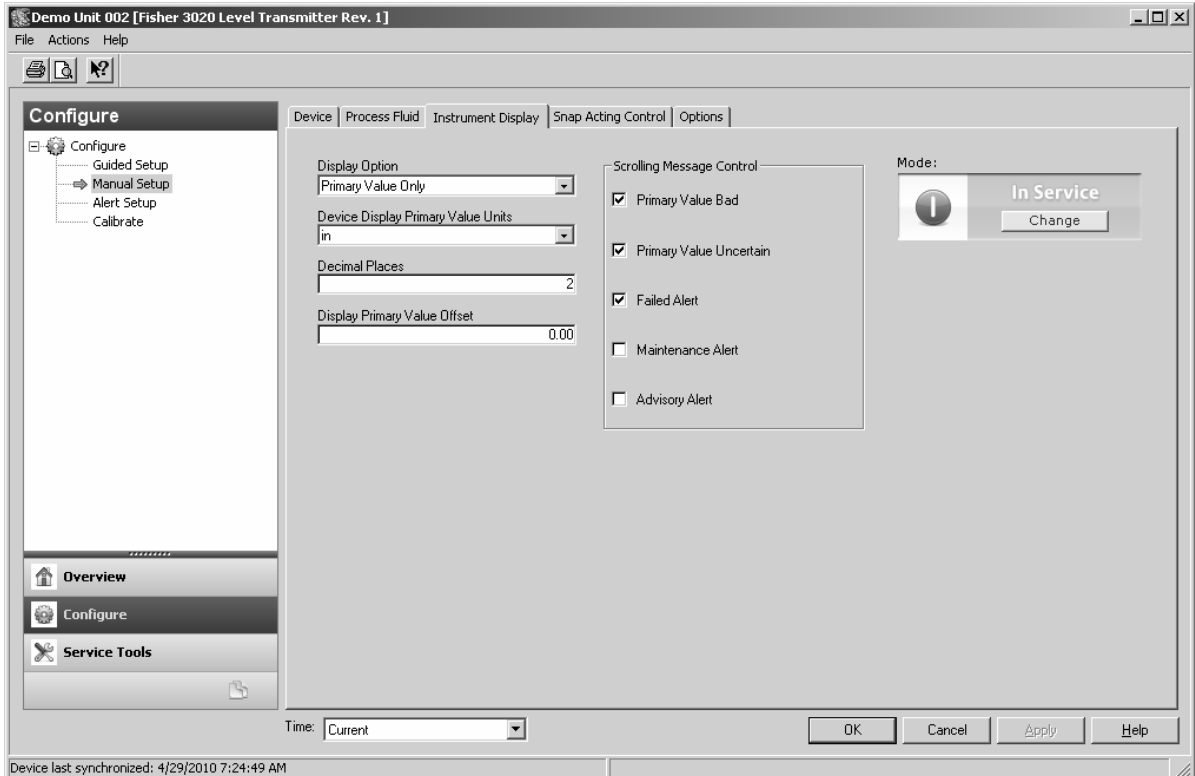 Demo Unit 002 [Fisher 3020 Level Transmitter Rev. 1]
File Actions Help
Configure
Configure
Guided Setup
Manual Setup
Alert Setup
Calibrate
Overview
Configure
Service Tools
Device Process Fluid Instrument Display Snap Acting Control Options
Display Option
Primary Value Only
Device Display Primary Value Units
in
Decimal Places
2
Display Primary Value Offset
0.00
Scrolling Message Control
Primary Value Bad
Primary Value Uncertain
Failed Alert
Maintenance Alert
Advisory Alert
Mode:
In Service
Change
Time: Current
OK Cancel Apply Help
Device last synchronized: 4/29/2010 7:24:49 AM